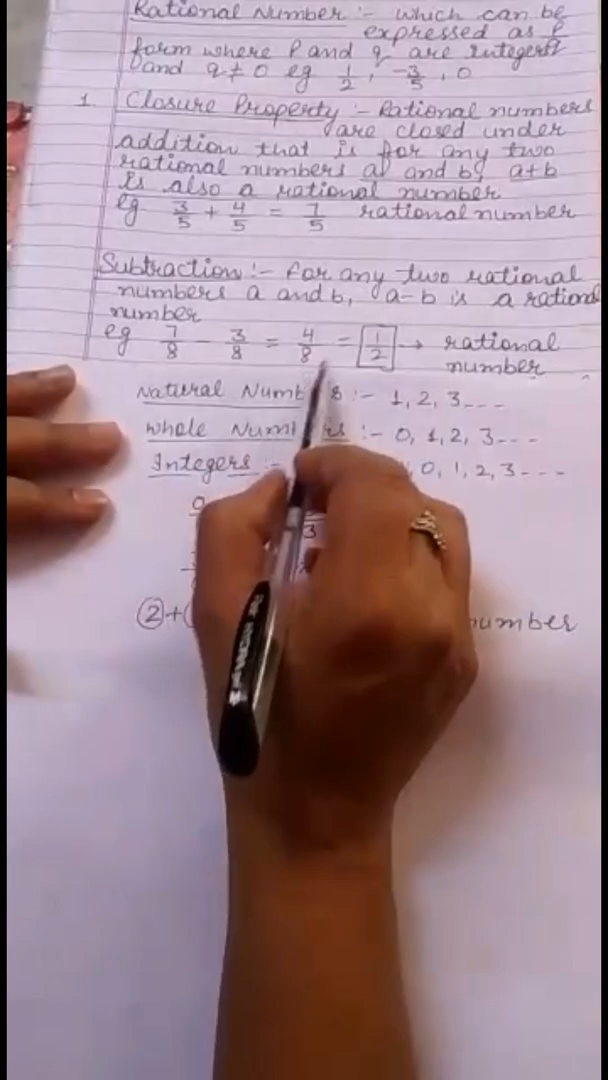 Rational Number :- which can be
expressed as p/q
form where p and q are integers
and q ≠ 0 eg 1/2, -3/5, 0
1. Closure Property :- Rational numbers
are closed under
addition that is for any two
rational numbers a and b, a+b
is also a rational number
eg 3/5 + 4/5 = 7/5 rational number
Subtraction :- For any two rational
numbers a and b, a-b is a rational
number
eg 7/8 - 3/8 = 4/8 = 1/2 → rational
number
Natural Numbers :- 1, 2, 3 - - -
Whole Numbers :- 0, 1, 2, 3 - - -
Integers :- , 0, 1, 2, 3 - - -
3
②+( number